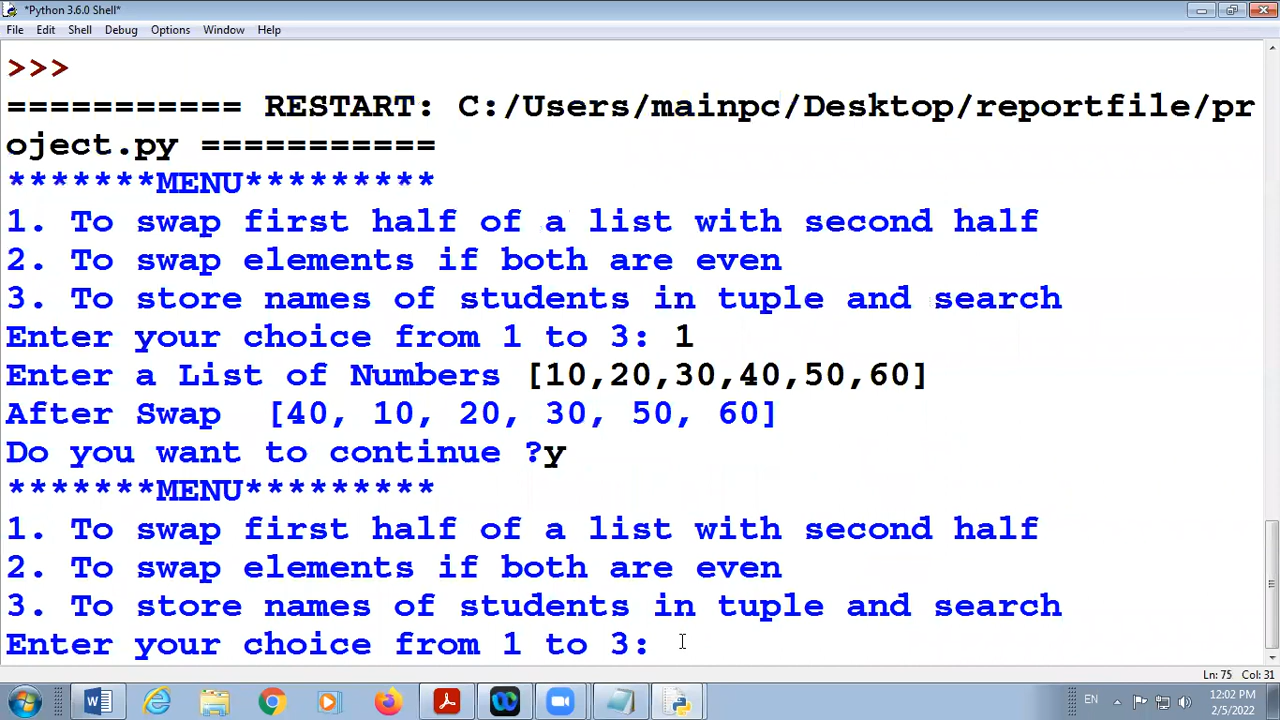 *Python 3.6.0 Shell*
File Edit Shell Debug Options Window Help
>>>
=========== RESTART: C:/Users/mainpc/Desktop/reportfile/pr
oject.py ===========
*******MENU*********
1. To swap first half of a list with second half
2. To swap elements if both are even
3. To store names of students in tuple and search
Enter your choice from 1 to 3: 1
Enter a List of Numbers [10,20,30,40,50,60]
After Swap  [40, 10, 20, 30, 50, 60]
Do you want to continue ?y
*******MENU*********
1. To swap first half of a list with second half
2. To swap elements if both are even
3. To store names of students in tuple and search
Enter your choice from 1 to 3:
Ln: 75 Col: 31
EN
12:02 PM
2/5/2022